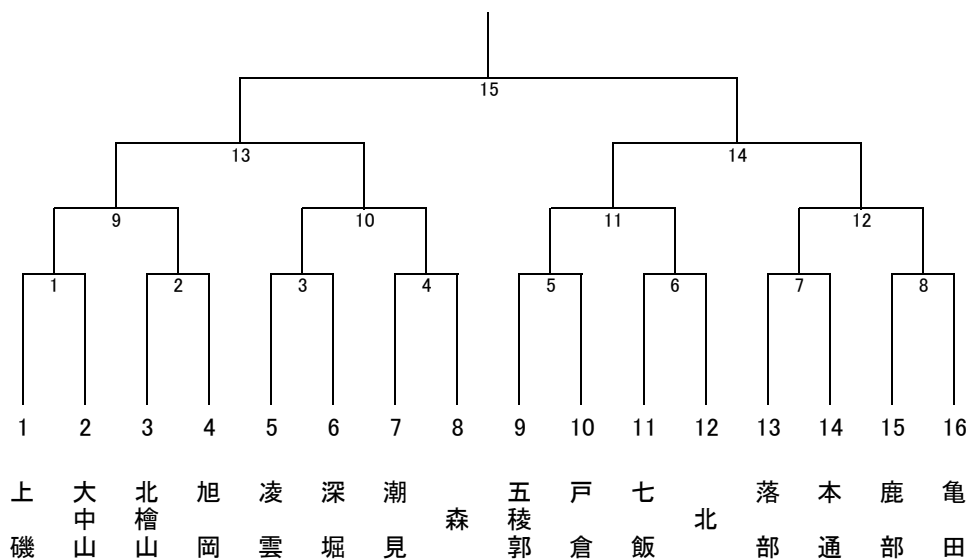 15
13 14
9 10 11 12
1 2 3 4 5 6 7 8
1 2 3 4 5 6 7 8 9 10 11 12 13 14 15 16
上磯
大中山
北檜山
旭岡
凌雲
深堀
潮見
森
五稜郭
戸倉
七飯
北
落部
本通
鹿部
亀田